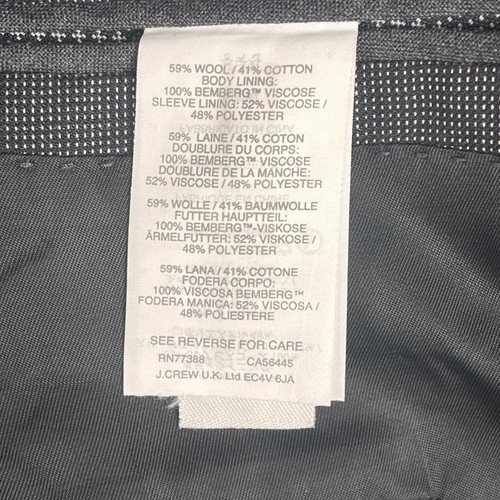 59% WOOL / 41% COTTON
BODY LINING:
100% BEMBERG™ VISCOSE
SLEEVE LINING: 52% VISCOSE /
48% POLYESTER
59% LAINE / 41% COTON
DOUBLURE DU CORPS:
100% BEMBERG™ VISCOSE
DOUBLURE DE LA MANCHE:
52% VISCOSE / 48% POLYESTER
59% WOLLE / 41% BAUMWOLLE
FUTTER HAUPTTEIL:
100% BEMBERG™-VISKOSE
ÄRMELFUTTER: 52% VISKOSE /
48% POLYESTER
59% LANA / 41% COTONE
FODERA CORPO:
100% VISCOSA BEMBERG™
FODERA MANICA: 52% VISCOSA /
48% POLIESTERE
SEE REVERSE FOR CARE
RN77388 CA56445
J.CREW U.K. Ltd EC4V 6JA